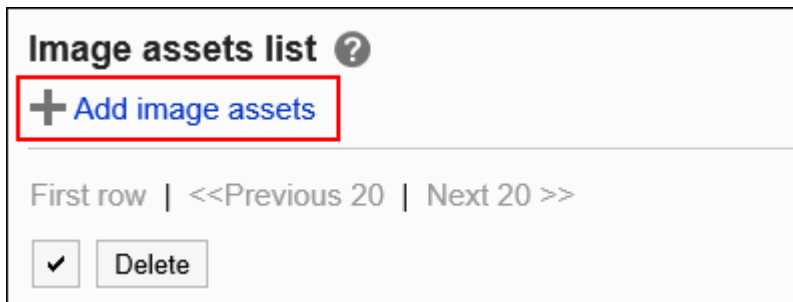 Image assets list ?
Add image assets
First row | <<Previous 20 | Next 20 >>
Delete